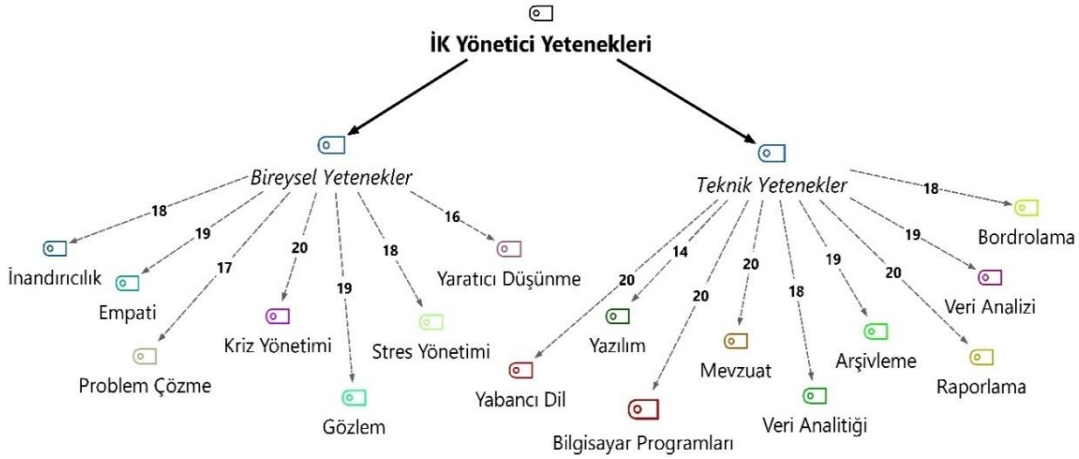 İK Yönetici Yetenekleri
Bireysel Yetenekler
18
19
17
20
19
18
16
İnandırıcılık
Empati
Problem Çözme
Kriz Yönetimi
Gözlem
Stres Yönetimi
Yaratıcı Düşünme
Teknik Yetenekler
20
14
20
20
18
19
20
19
18
Yabancı Dil
Yazılım
Bilgisayar Programları
Mevzuat
Veri Analitiği
Arşivleme
Raporlama
Veri Analizi
Bordrolama